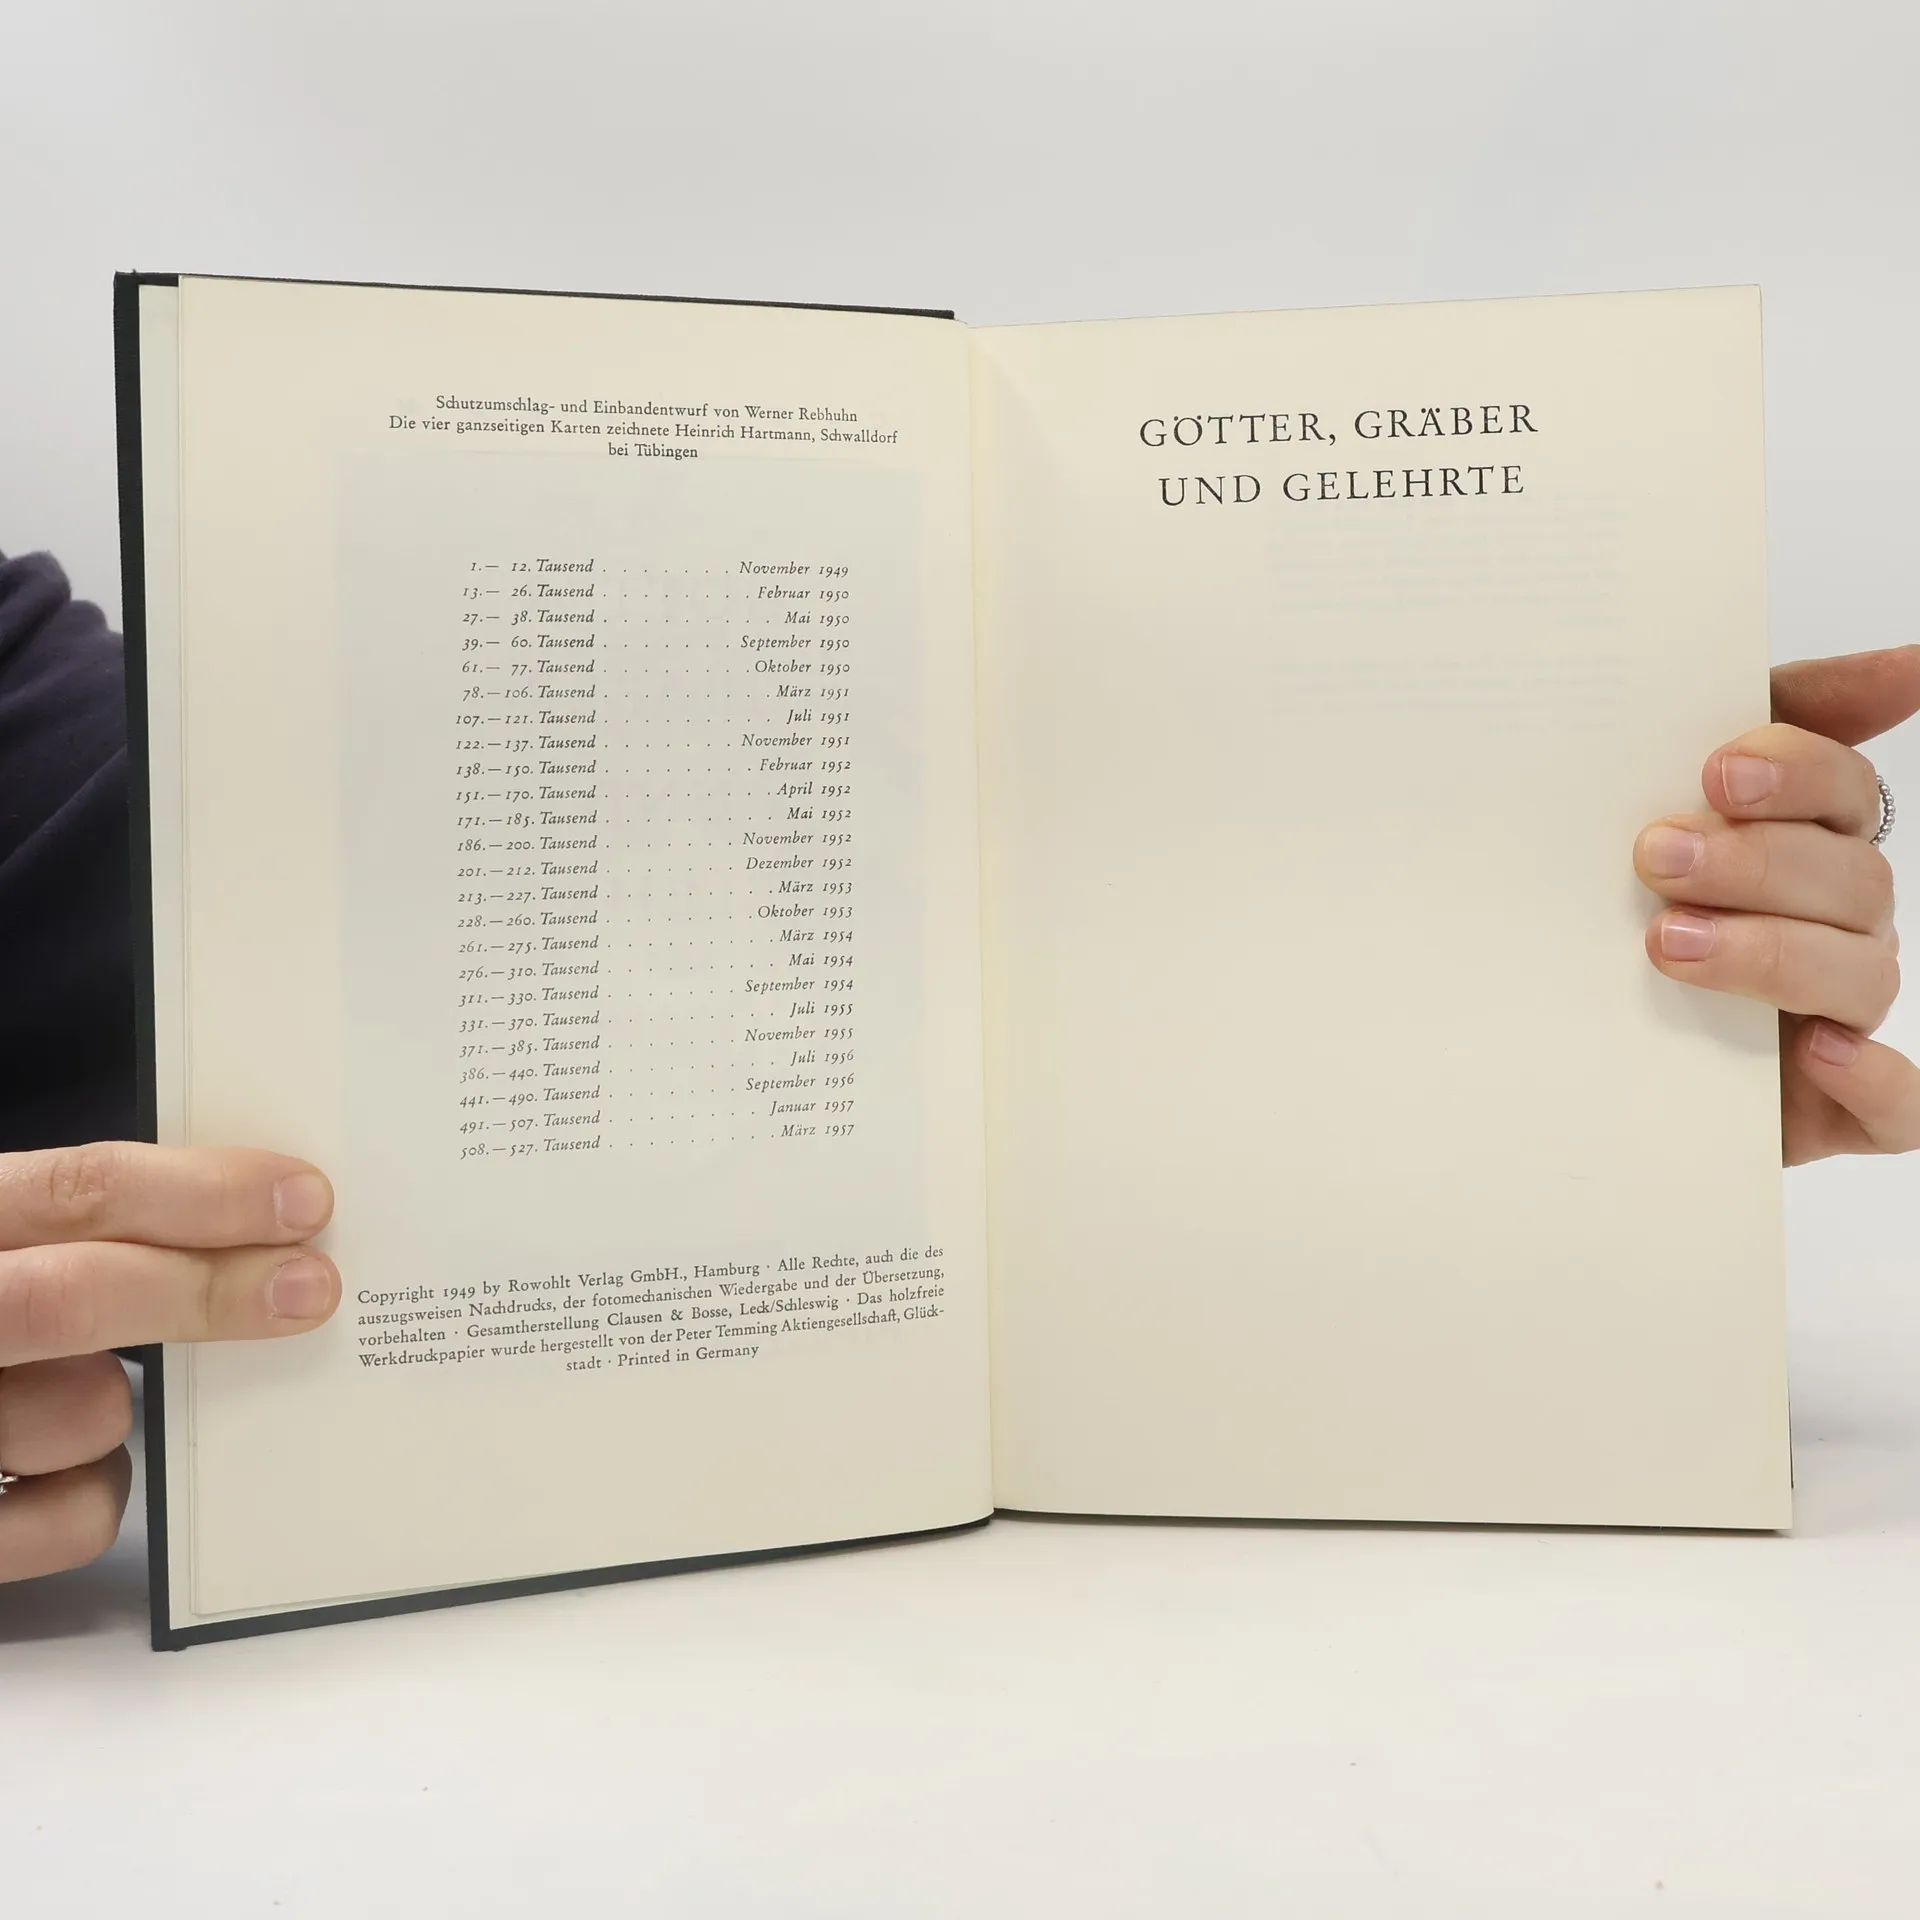 Schutzumschlag- und Einbandentwurf von Werner Rebhuhn
Die vier ganzseitigen Karten zeichnete Heinrich Hartmann, Schwalldorf
bei Tübingen
1.— 12. Tausend . . . . . . . November 1949
13.— 26. Tausend . . . . . . . . Februar 1950
27.— 38. Tausend . . . . . . . . . Mai 1950
39.— 60. Tausend . . . . . . . September 1950
61.— 77. Tausend . . . . . . . . Oktober 1950
78.—106. Tausend . . . . . . . . . März 1951
107.—121. Tausend . . . . . . . . . Juli 1951
122.—137. Tausend . . . . . . . November 1951
138.—150. Tausend . . . . . . . . Februar 1952
151.—170. Tausend . . . . . . . . . April 1952
171.—185. Tausend . . . . . . . . . Mai 1952
186.—200. Tausend . . . . . . . November 1952
201.—212. Tausend . . . . . . . Dezember 1952
213.—227. Tausend . . . . . . . . . März 1953
228.—260. Tausend . . . . . . . . Oktober 1953
261.—275. Tausend . . . . . . . . . März 1954
276.—310. Tausend . . . . . . . . . Mai 1954
311.—330. Tausend . . . . . . . September 1954
331.—370. Tausend . . . . . . . . . Juli 1955
371.—385. Tausend . . . . . . . November 1955
386.—440. Tausend . . . . . . . . . Juli 1956
441.—490. Tausend . . . . . . . September 1956
491.—507. Tausend . . . . . . . . Januar 1957
508.—527. Tausend . . . . . . . . . März 1957
Copyright 1949 by Rowohlt Verlag GmbH., Hamburg · Alle Rechte, auch die des
auszugsweisen Nachdrucks, der fotomechanischen Wiedergabe und der Übersetzung,
vorbehalten · Gesamtherstellung Clausen & Bosse, Leck/Schleswig · Das holzfreie
Werkdruckpapier wurde hergestellt von der Peter Temming Aktiengesellschaft, Glück-
stadt · Printed in Germany
GÖTTER, GRÄBER
UND GELEHRTE